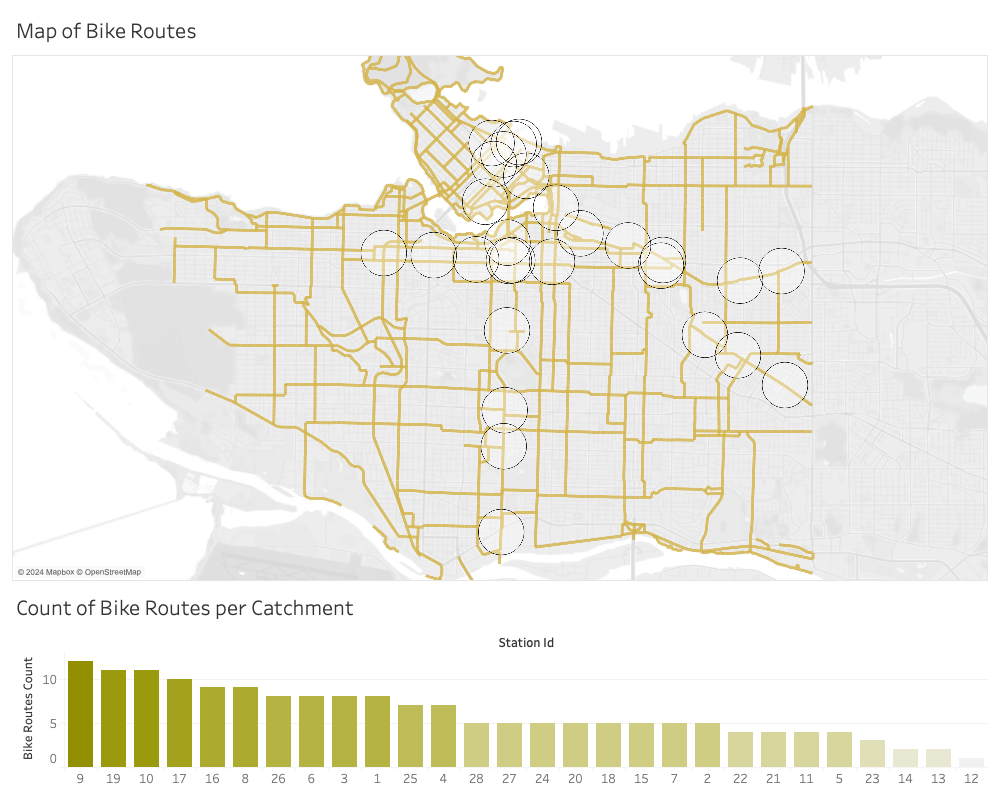 Map of Bike Routes
© 2024 Mapbox © OpenStreetMap
Count of Bike Routes per Catchment
Station Id
Bike Routes Count
10
5
0
9 19 10 17 16 8 26 6 3 1 25 4 28 27 24 20 18 15 7 2 22 21 11 5 23 14 13 12